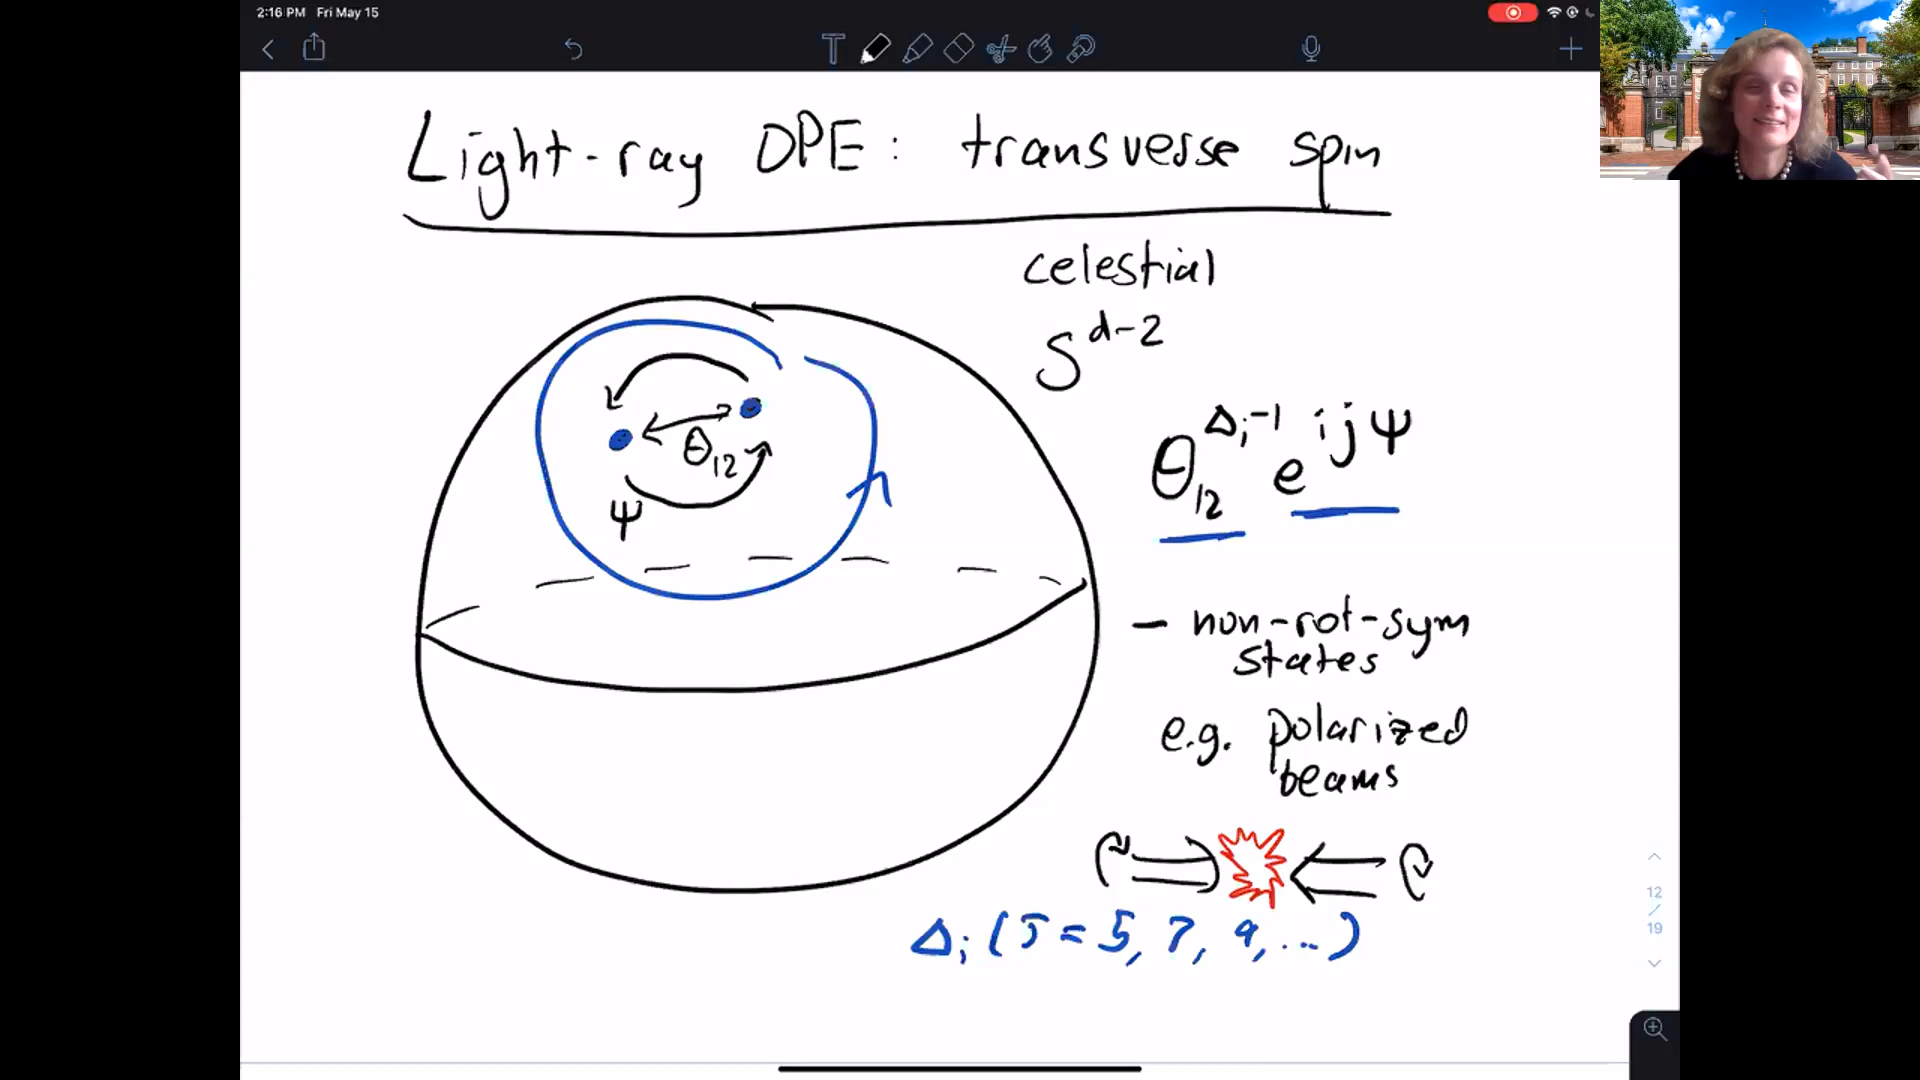 2:16 PM Fri May 15
Light-ray OPE: transverse spin
celestial
S^{d-2}
θ_{12}
ψ
θ_{12}^{Δ_i-1} e^{ijψ}
- non-rot-sym
states
e.g. polarized
beams
Δ_i (J = 5, 7, 9, ...)
12
/
19